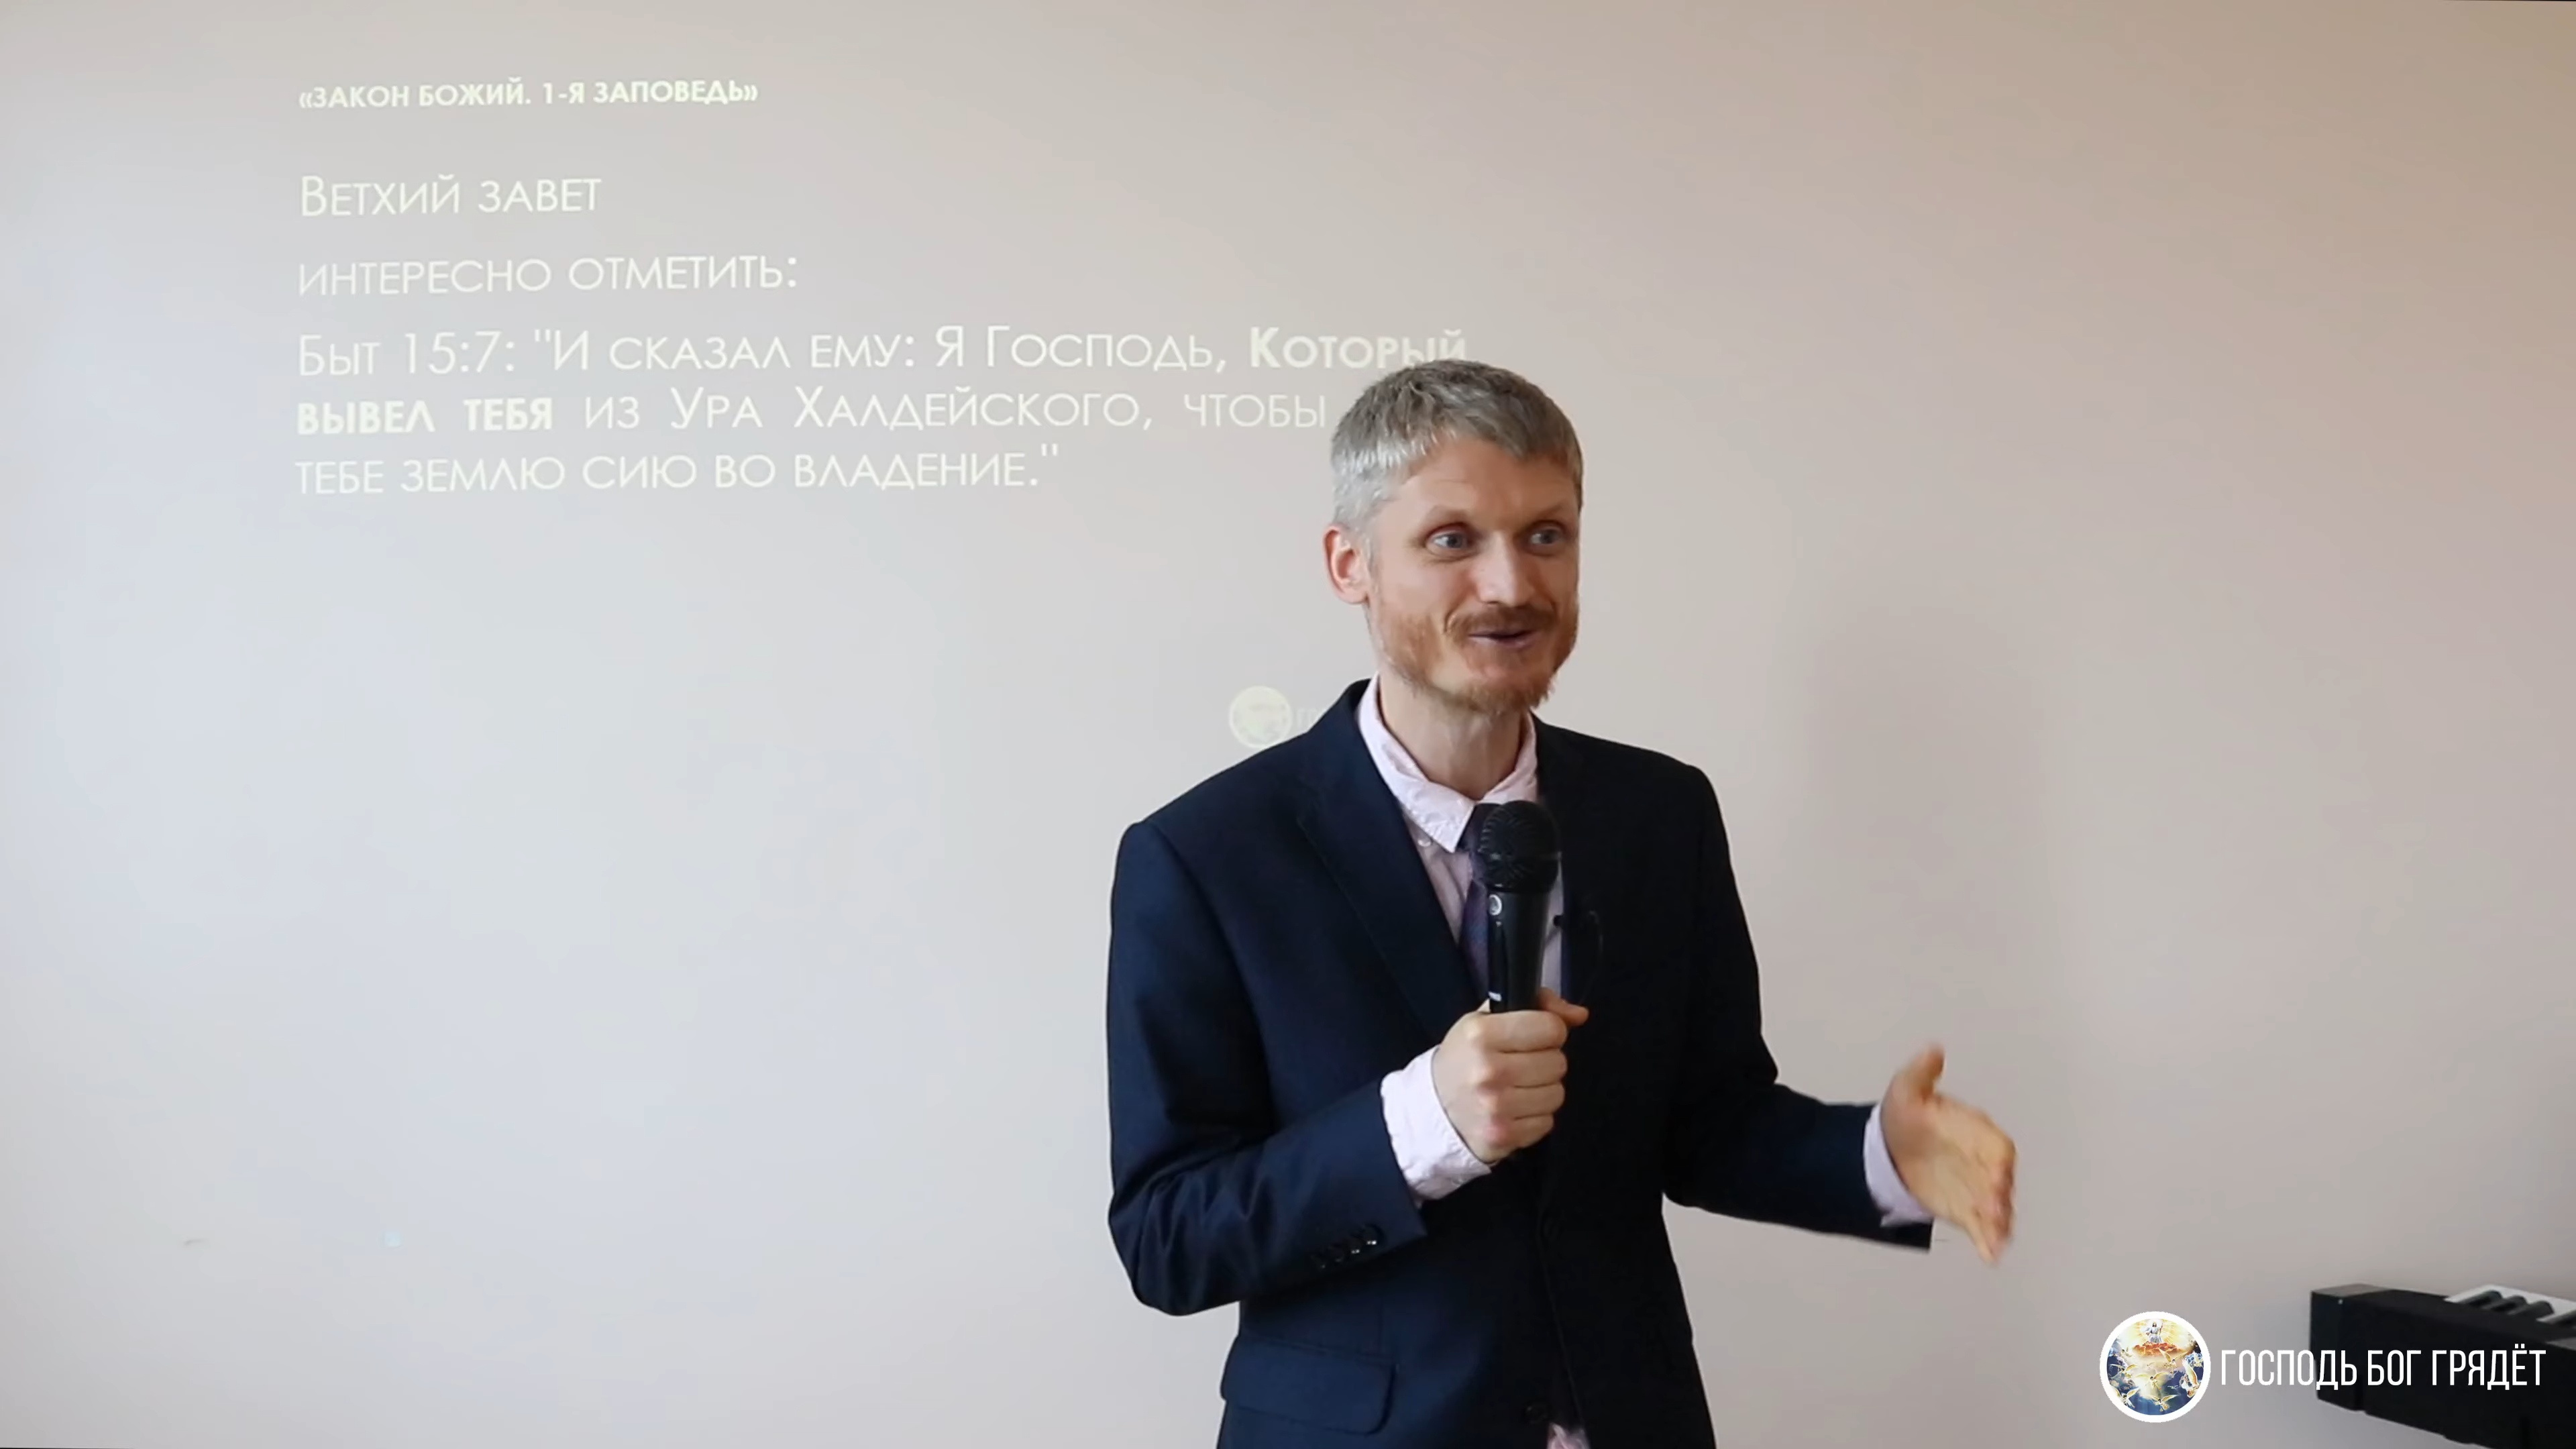 «ЗАКОН БОЖИЙ. 1-Я ЗАПОВЕДЬ»
ВЕТХИЙ ЗАВЕТ
ИНТЕРЕСНО ОТМЕТИТЬ:
БЫТ 15:7: "И СКАЗАЛ ЕМУ: Я ГОСПОДЬ, КОТОРЫЙ
ВЫВЕЛ ТЕБЯ ИЗ УРА ХАЛДЕЙСКОГО, ЧТОБЫ
ТЕБЕ ЗЕМЛЮ СИЮ ВО ВЛАДЕНИЕ."
ГОСПОДЬ БОГ ГРЯДЁТ